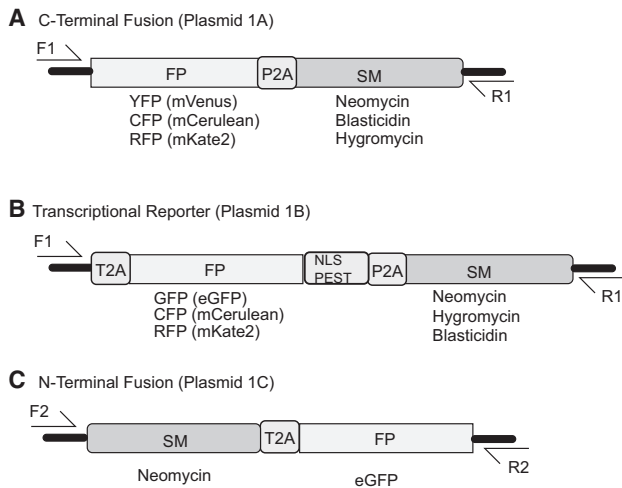 A C-Terminal Fusion (Plasmid 1A)
F1
FP P2A SM
R1
YFP (mVenus) Neomycin
CFP (mCerulean) Blasticidin
RFP (mKate2) Hygromycin
B Transcriptional Reporter (Plasmid 1B)
F1
T2A FP NLS PEST P2A SM
R1
GFP (eGFP) Neomycin
CFP (mCerulean) Hygromycin
RFP (mKate2) Blasticidin
C N-Terminal Fusion (Plasmid 1C)
F2
SM T2A FP
R2
Neomycin eGFP